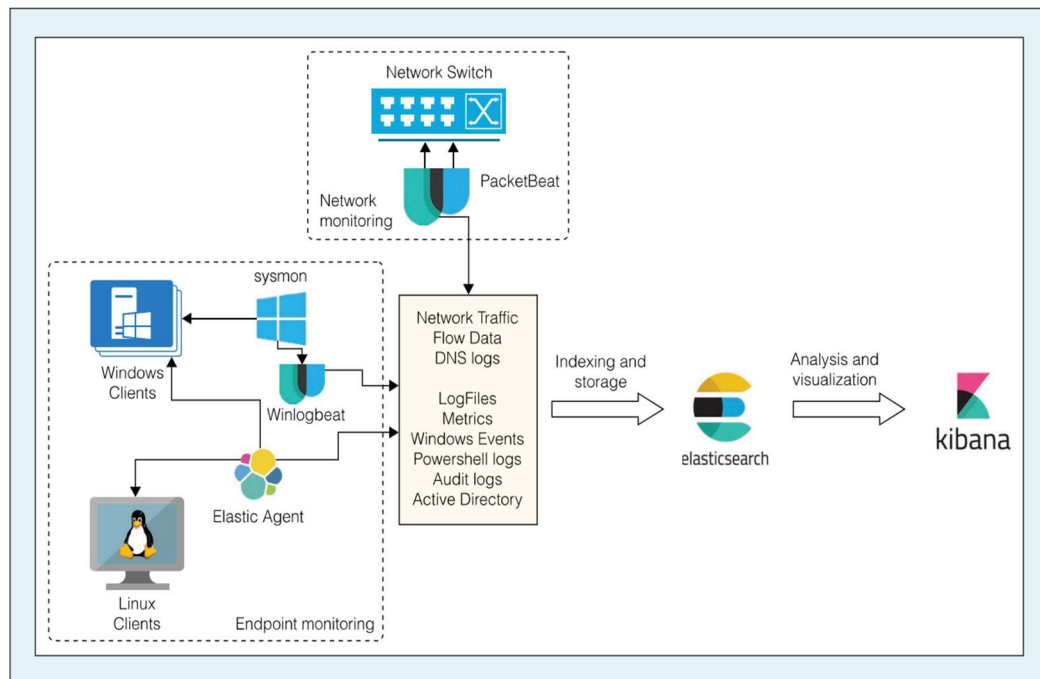 Network Switch
PacketBeat
Network
monitoring
sysmon
Windows
Clients
Winlogbeat
Elastic Agent
Linux
Clients
Endpoint monitoring
Network Traffic
Flow Data
DNS logs
LogFiles
Metrics
Windows Events
Powershell logs
Audit logs
Active Directory
Indexing and
storage
elasticsearch
Analysis and
visualization
kibana